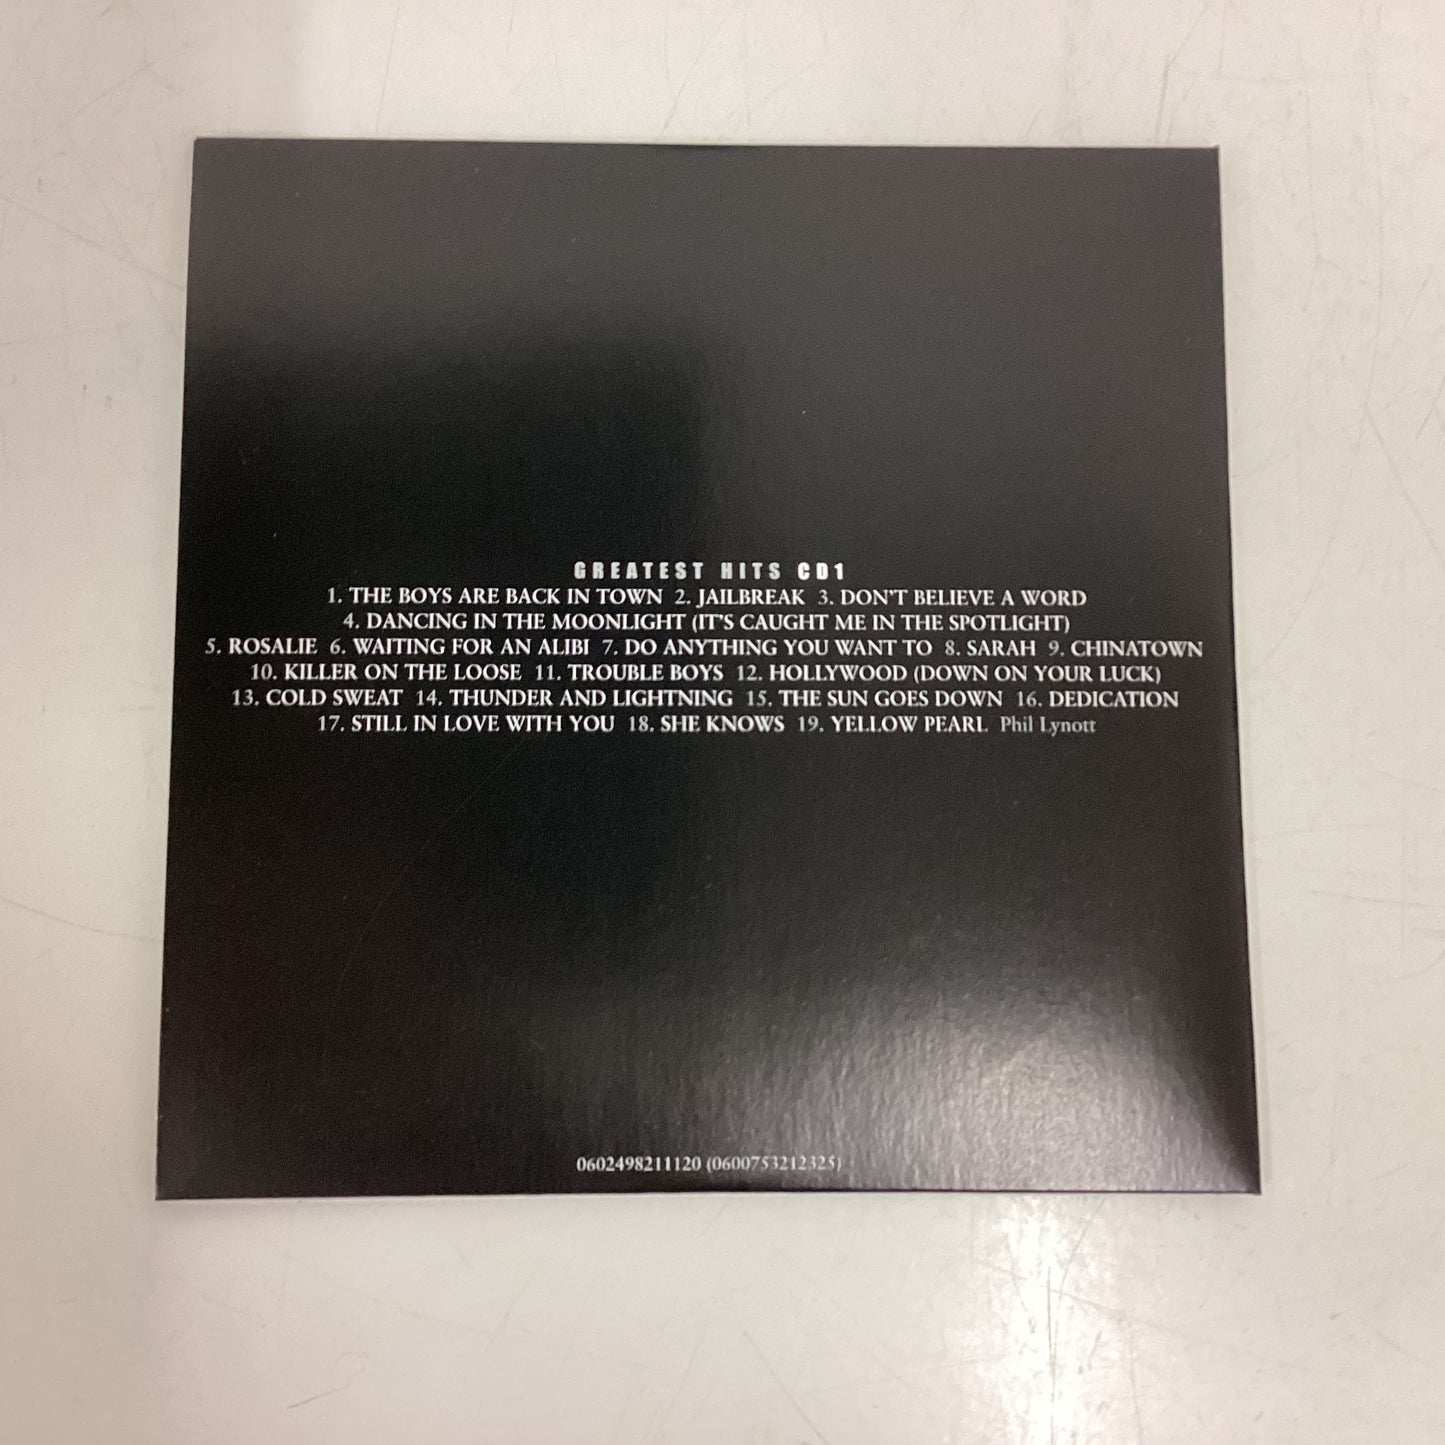 GREATEST HITS CD1
1. THE BOYS ARE BACK IN TOWN 2. JAILBREAK 3. DON'T BELIEVE A WORD
4. DANCING IN THE MOONLIGHT (IT'S CAUGHT ME IN THE SPOTLIGHT)
5. ROSALIE 6. WAITING FOR AN ALIBI 7. DO ANYTHING YOU WANT TO 8. SARAH 9. CHINATOWN
10. KILLER ON THE LOOSE 11. TROUBLE BOYS 12. HOLLYWOOD (DOWN ON YOUR LUCK)
13. COLD SWEAT 14. THUNDER AND LIGHTNING 15. THE SUN GOES DOWN 16. DEDICATION
17. STILL IN LOVE WITH YOU 18. SHE KNOWS 19. YELLOW PEARL Phil Lynott
0602498211120 (0600753212325)